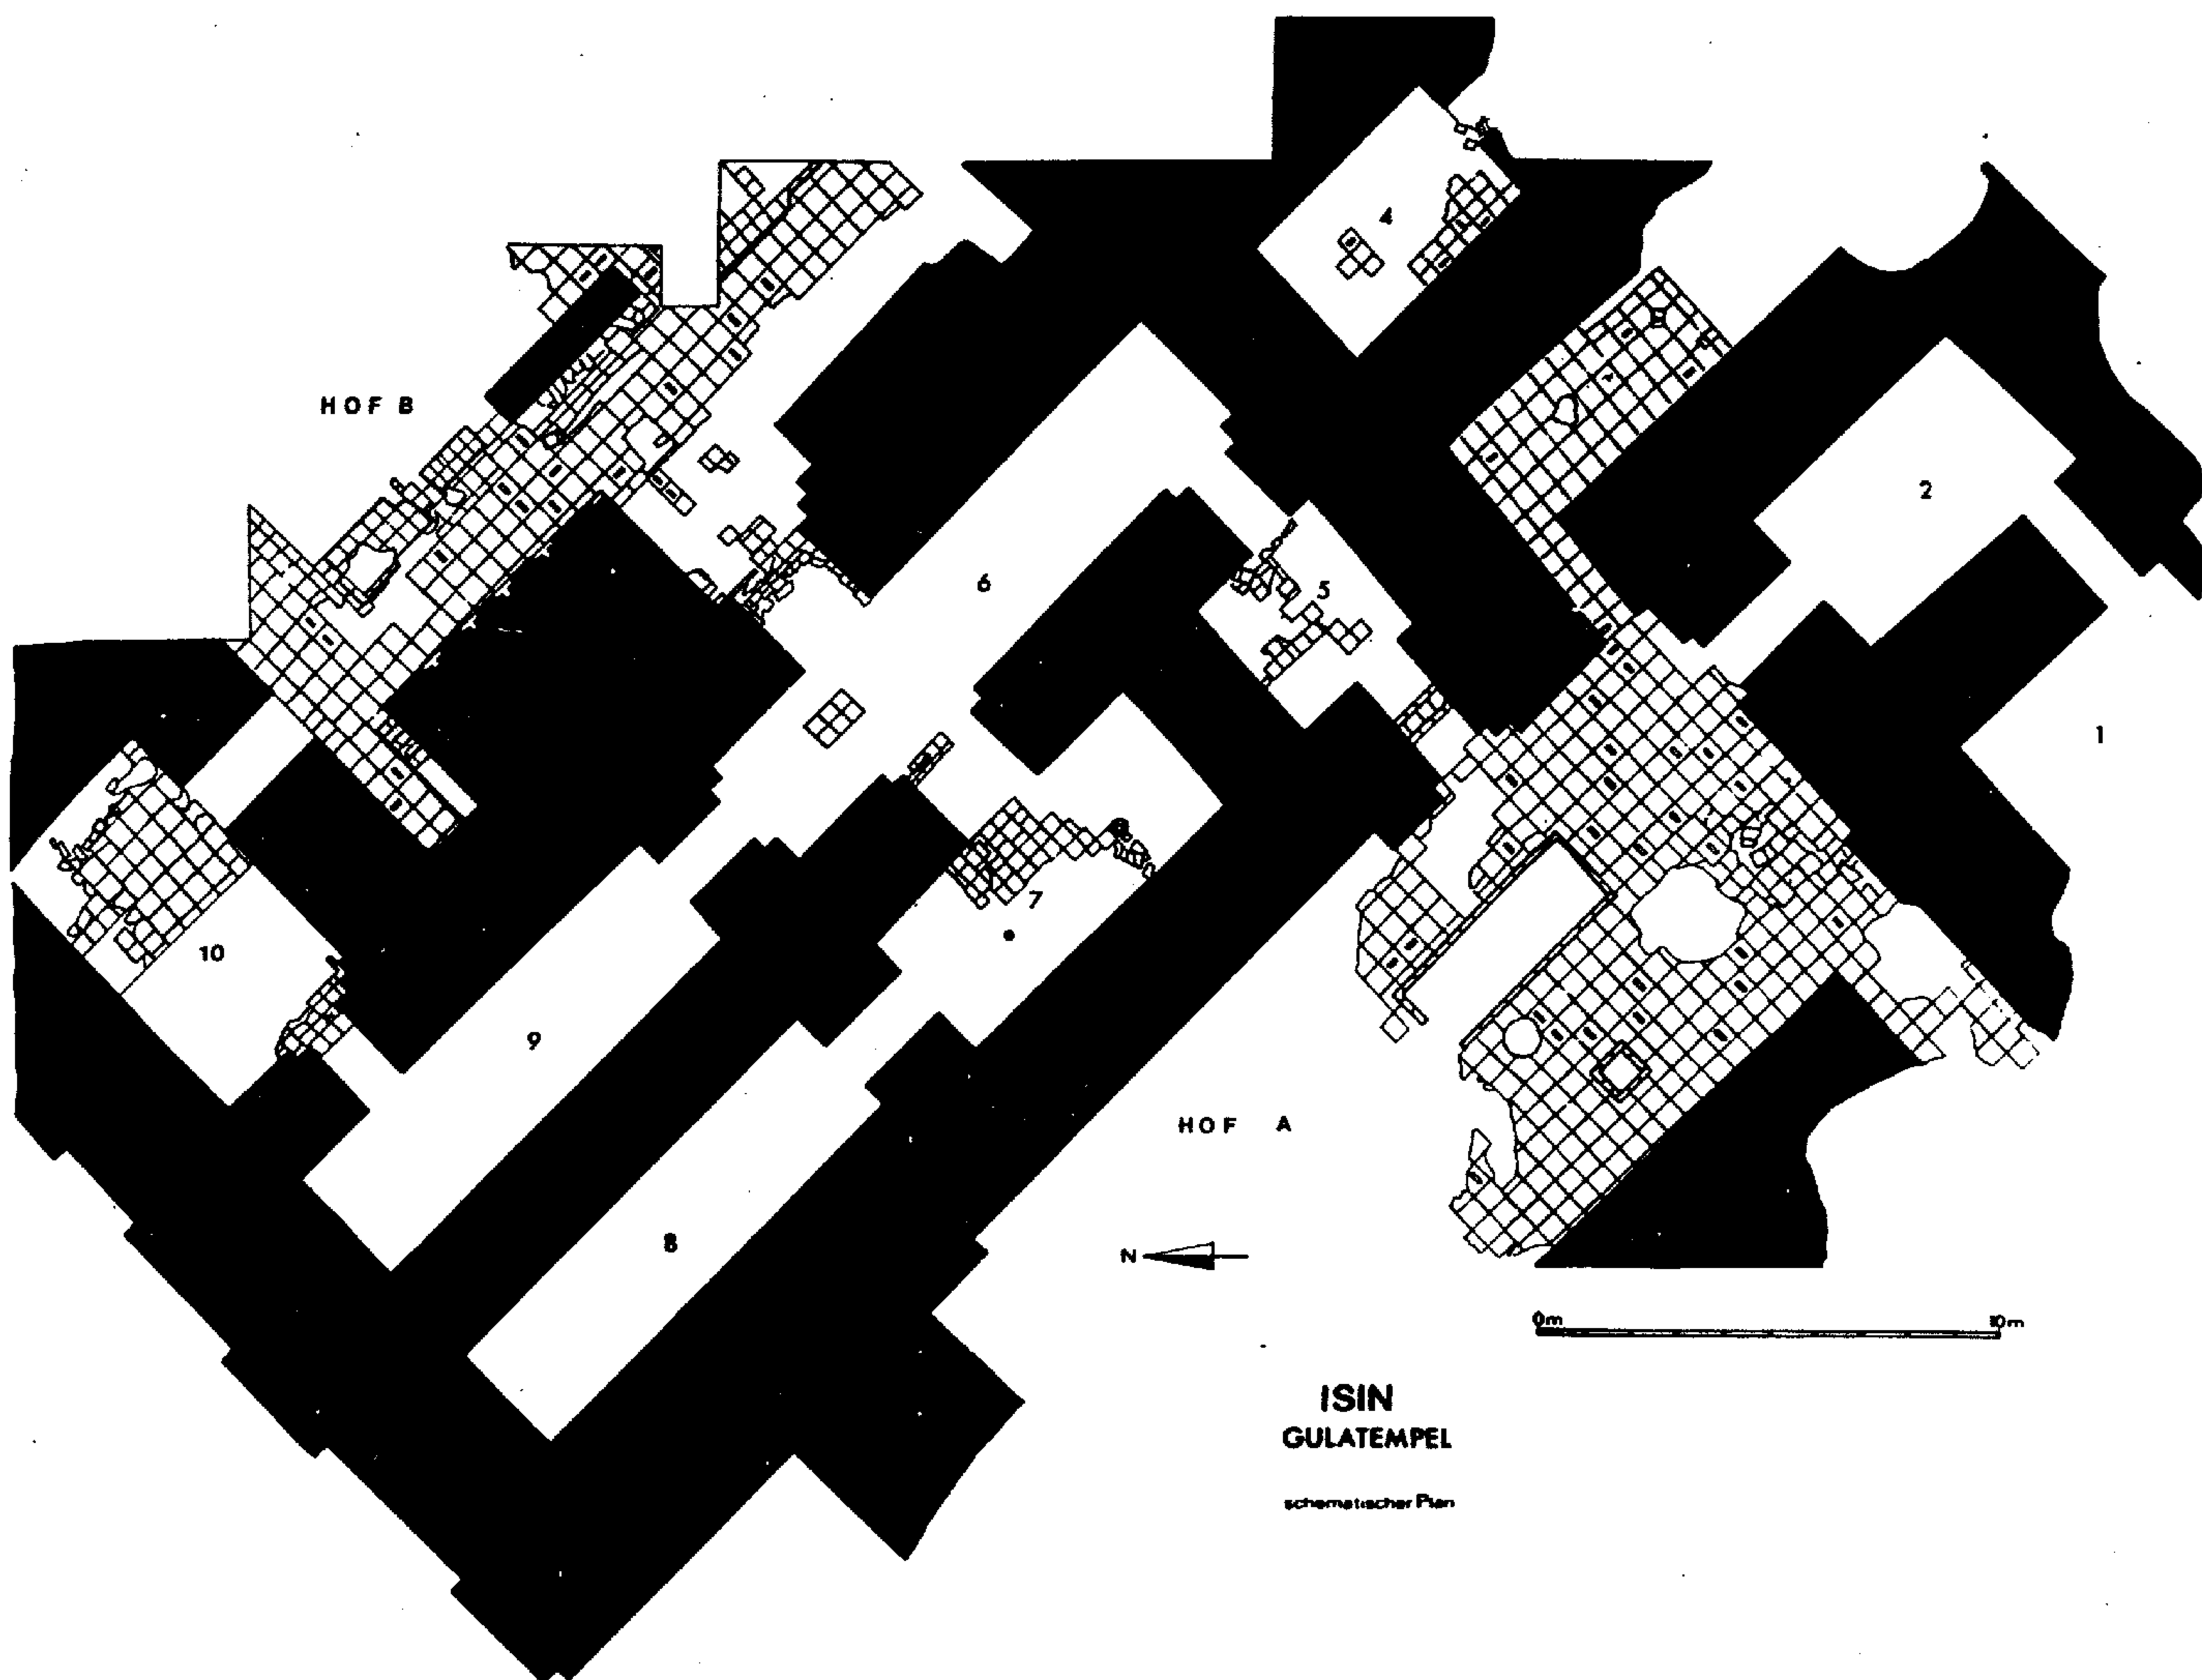 4
HOF B
2
6
5
1
7
10
9
HOF A
8
N
0m 10m
ISIN
GULATEMPEL
schematischer Plan